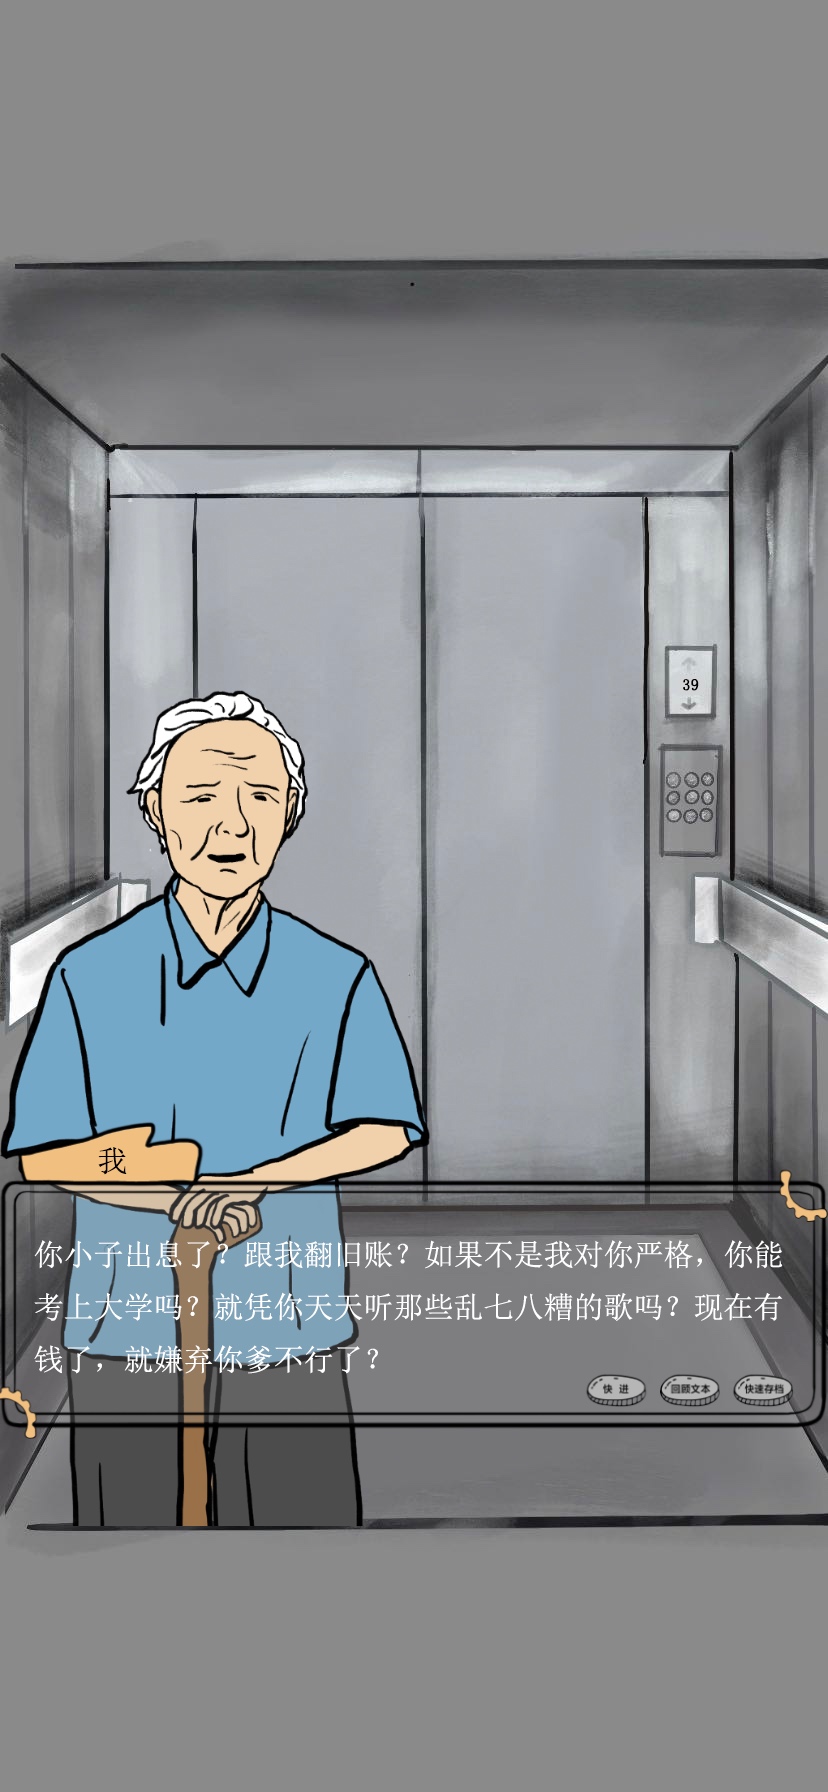 39
我
你小子出息了？跟我翻旧账？如果不是我对你严格，你能
考上大学吗？就凭你天天听那些乱七八糟的歌吗？现在有
钱了，就嫌弃你爹不行了？
快 进
回顾文本
快速存档